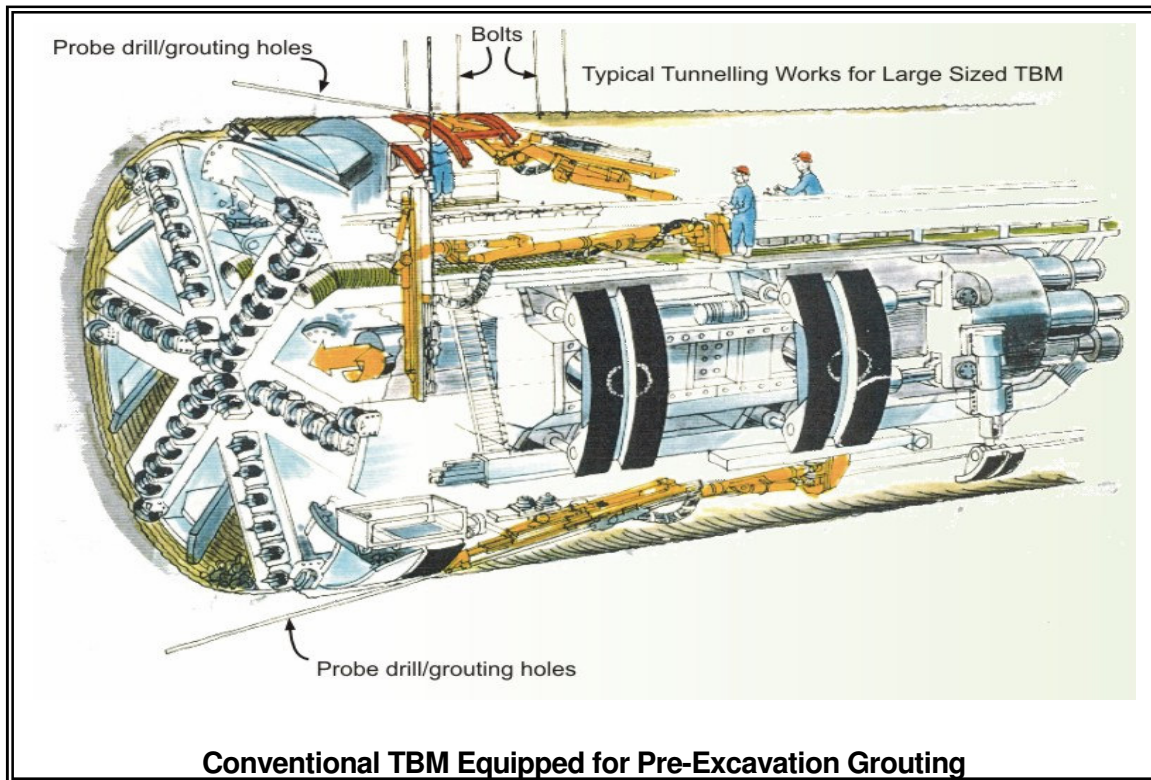 Probe drill/grouting holes
Bolts
Typical Tunnelling Works for Large Sized TBM
Probe drill/grouting holes
Conventional TBM Equipped for Pre-Excavation Grouting